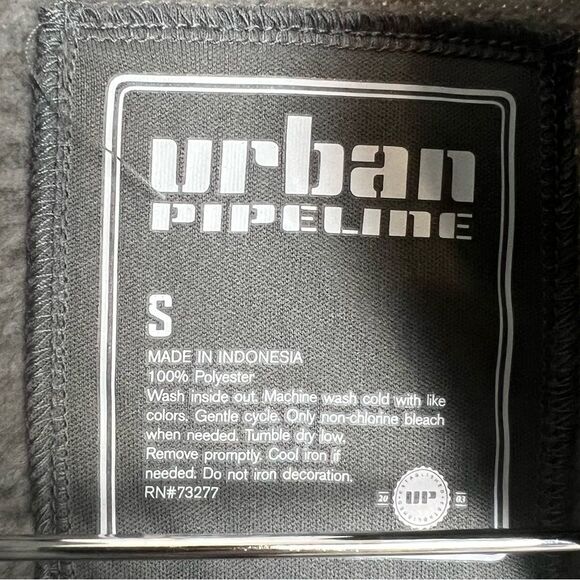 urban
PIPELINE
S
MADE IN INDONESIA
100% Polyester
Wash inside out. Machine wash cold with like
colors. Gentle cycle. Only non-chlorine bleach
when needed. Tumble dry low.
Remove promptly. Cool iron if
needed. Do not iron decoration.
RN#73277
20 UP 03